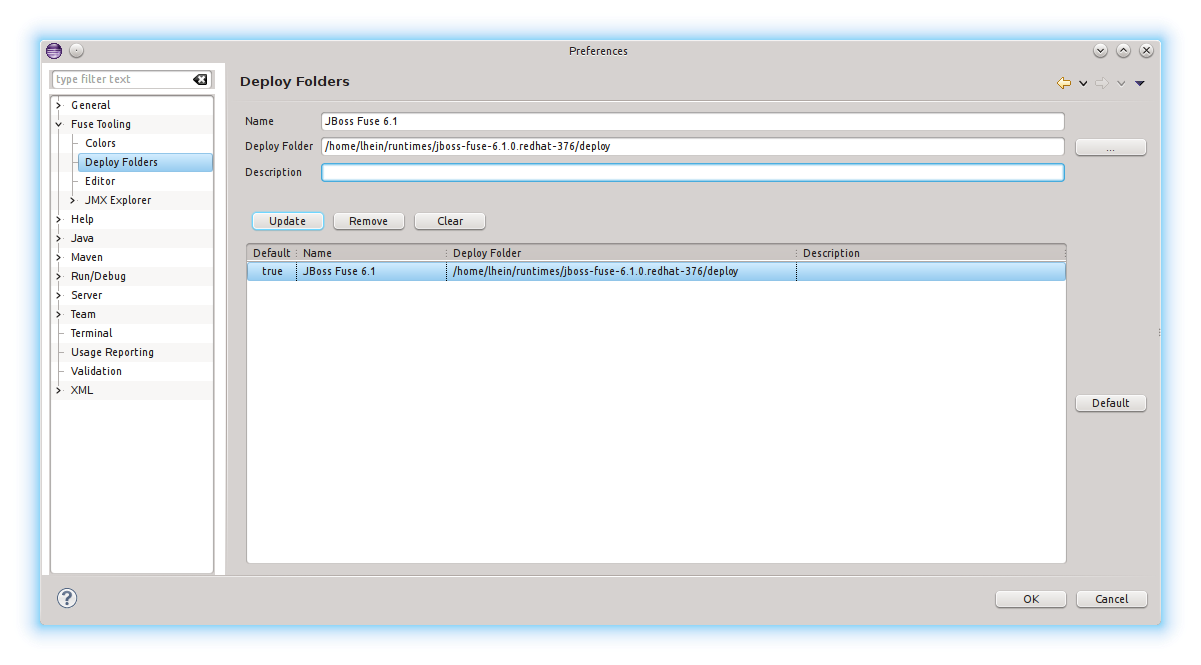 Preferences
type filter text
General
Fuse Tooling
Colors
Deploy Folders
Editor
JMX Explorer
Help
Java
Maven
Run/Debug
Server
Team
Terminal
Usage Reporting
Validation
XML
Deploy Folders
Name JBoss Fuse 6.1
Deploy Folder /home/lhein/runtimes/jboss-fuse-6.1.0.redhat-376/deploy ...
Description
Update Remove Clear
Default Name Deploy Folder Description
true JBoss Fuse 6.1 /home/lhein/runtimes/jboss-fuse-6.1.0.redhat-376/deploy
Default
? OK Cancel